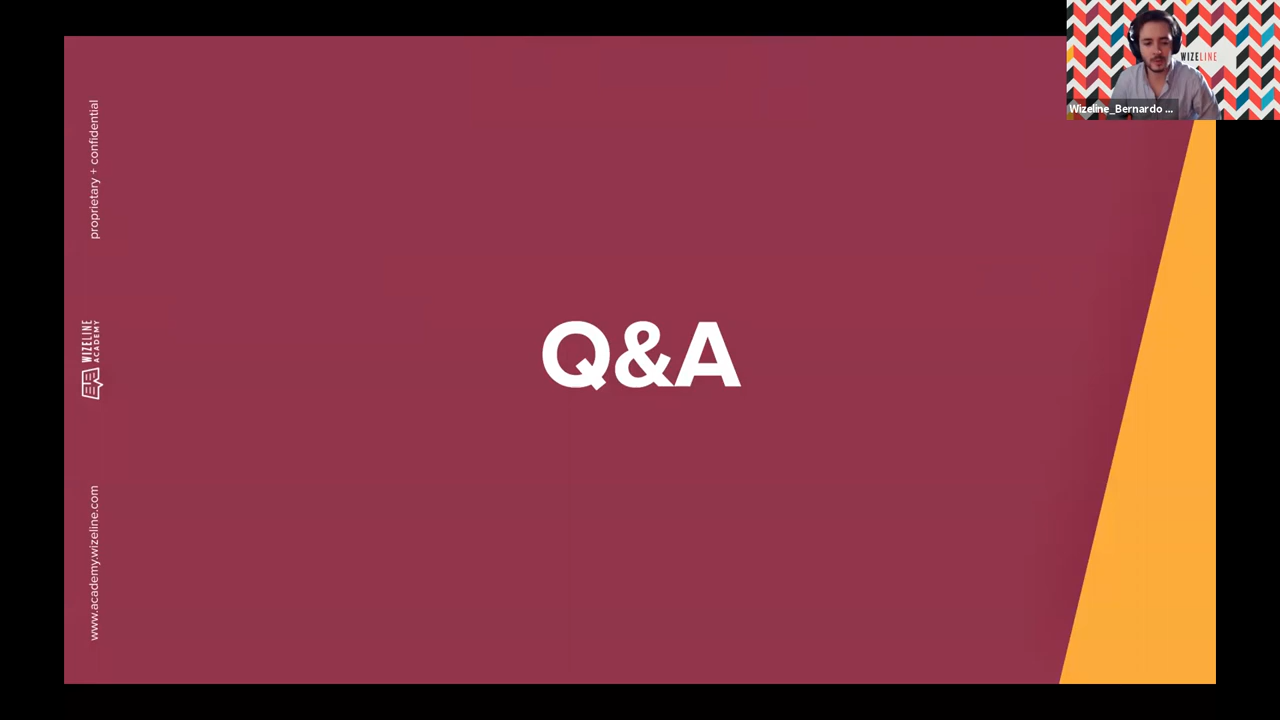 proprietary + confidential
WIZELINE
ACADEMY
www.academy.wizeline.com
Q&A
WIZELINE
Wizeline_Bernardo ...